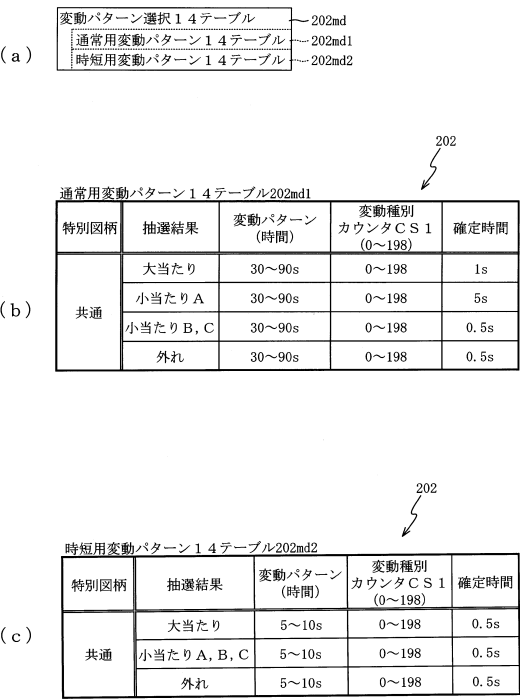 (a)
変動パターン選択１４テーブル 202md
通常用変動パターン１４テーブル 202md1
時短用変動パターン１４テーブル 202md2
202
(b)
通常用変動パターン１４テーブル202md1
特別図柄 抽選結果 変動パターン(時間) 変動種別カウンタＣＳ１(0～198) 確定時間
共通
大当たり 30～90s 0～198 1s
小当たりＡ 30～90s 0～198 5s
小当たりＢ,Ｃ 30～90s 0～198 0.5s
外れ 30～90s 0～198 0.5s
202
(c)
時短用変動パターン１４テーブル202md2
特別図柄 抽選結果 変動パターン(時間) 変動種別カウンタＣＳ１(0～198) 確定時間
共通
大当たり 5～10s 0～198 0.5s
小当たりＡ,Ｂ,Ｃ 5～10s 0～198 0.5s
外れ 5～10s 0～198 0.5s